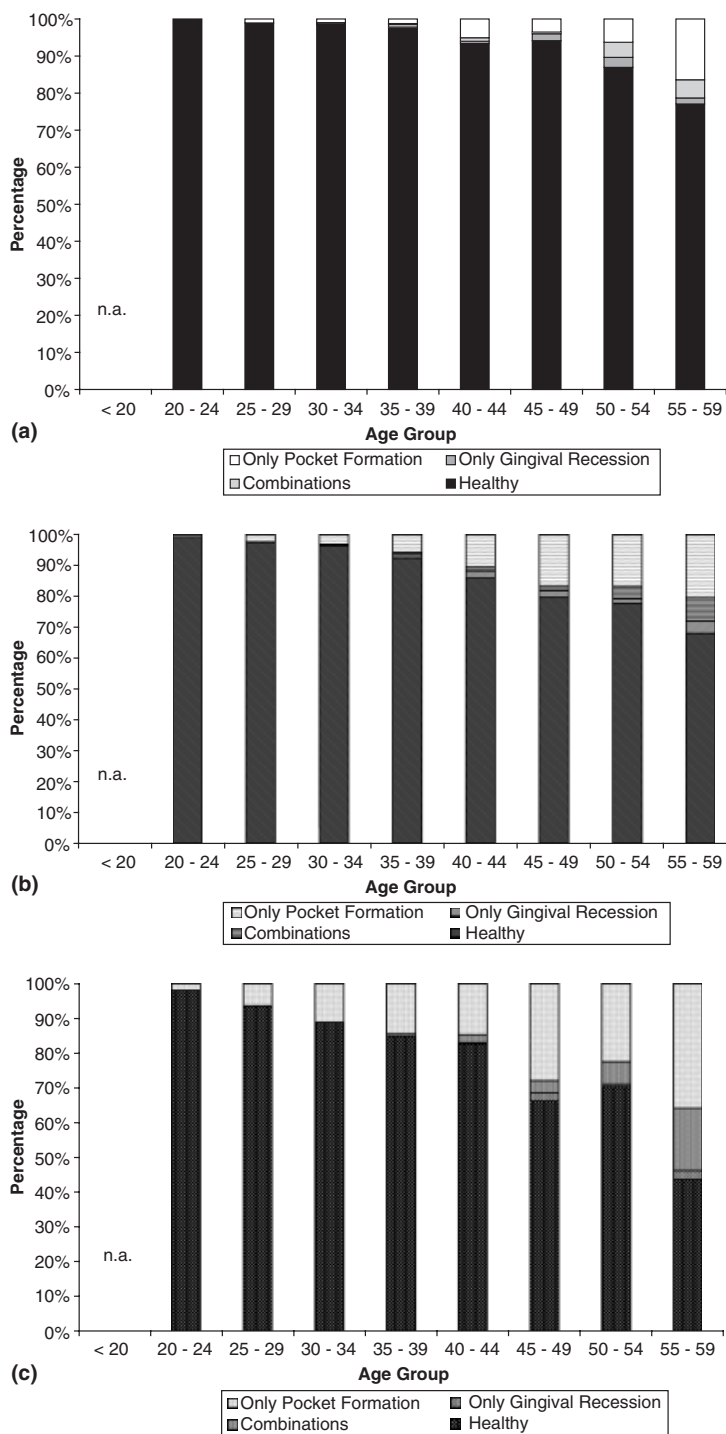 100%
90%
80%
70%
60%
50%
40%
30%
20%
10%
0%
Percentage
n.a.
< 20 20 - 24 25 - 29 30 - 34 35 - 39 40 - 44 45 - 49 50 - 54 55 - 59
(a)
Age Group
Only Pocket Formation Only Gingival Recession
Combinations Healthy
100%
90%
80%
70%
60%
50%
40%
30%
20%
10%
0%
Percentage
n.a.
< 20 20 - 24 25 - 29 30 - 34 35 - 39 40 - 44 45 - 49 50 - 54 55 - 59
(b)
Age Group
Only Pocket Formation Only Gingival Recession
Combinations Healthy
100%
90%
80%
70%
60%
50%
40%
30%
20%
10%
0%
Percentage
n.a.
< 20 20 - 24 25 - 29 30 - 34 35 - 39 40 - 44 45 - 49 50 - 54 55 - 59
(c)
Age Group
Only Pocket Formation Only Gingival Recession
Combinations Healthy